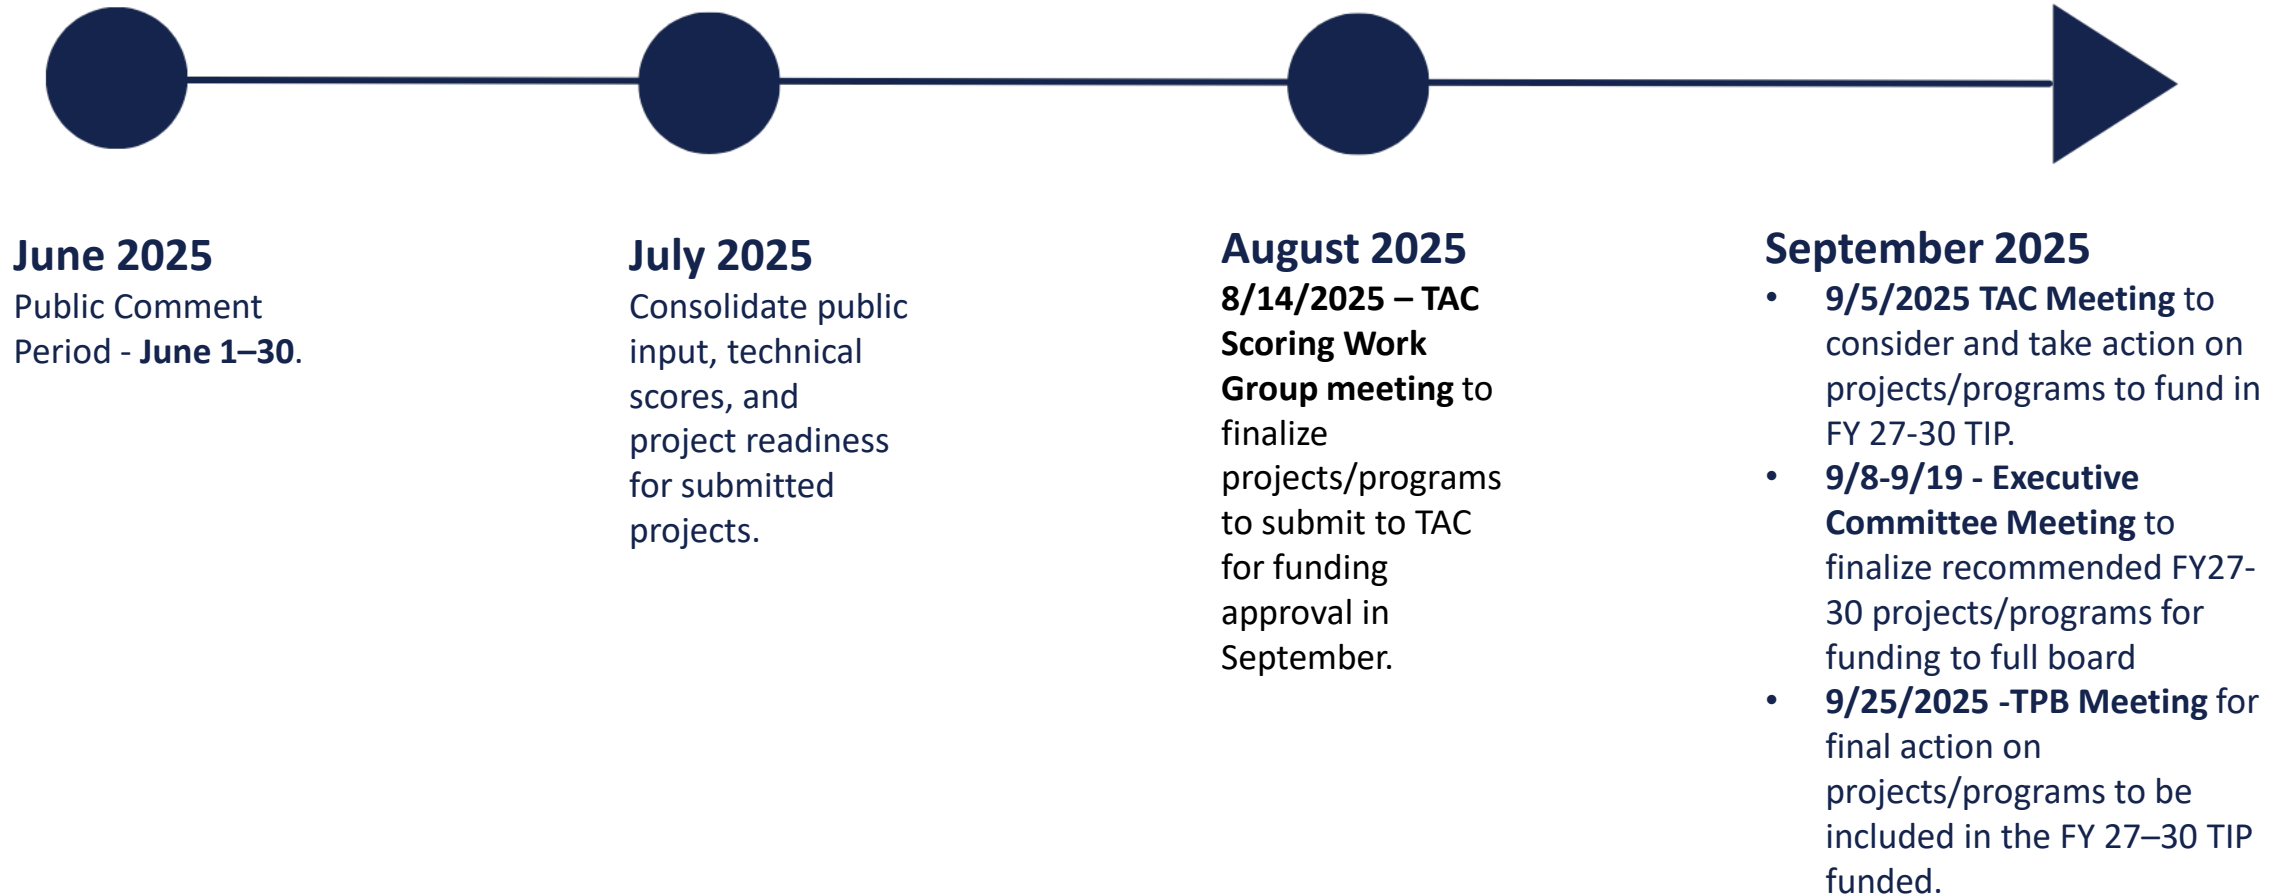 June 2025
Public Comment
Period - June 1–30.
July 2025
Consolidate public
input, technical
scores, and
project readiness
for submitted
projects.
August 2025
8/14/2025 – TAC
Scoring Work
Group meeting to
finalize
projects/programs
to submit to TAC
for funding
approval in
September.
September 2025
• 9/5/2025 TAC Meeting to
consider and take action on
projects/programs to fund in
FY 27-30 TIP.
• 9/8-9/19 - Executive
Committee Meeting to
finalize recommended FY27-
30 projects/programs for
funding to full board
• 9/25/2025 -TPB Meeting for
final action on
projects/programs to be
included in the FY 27–30 TIP
funded.